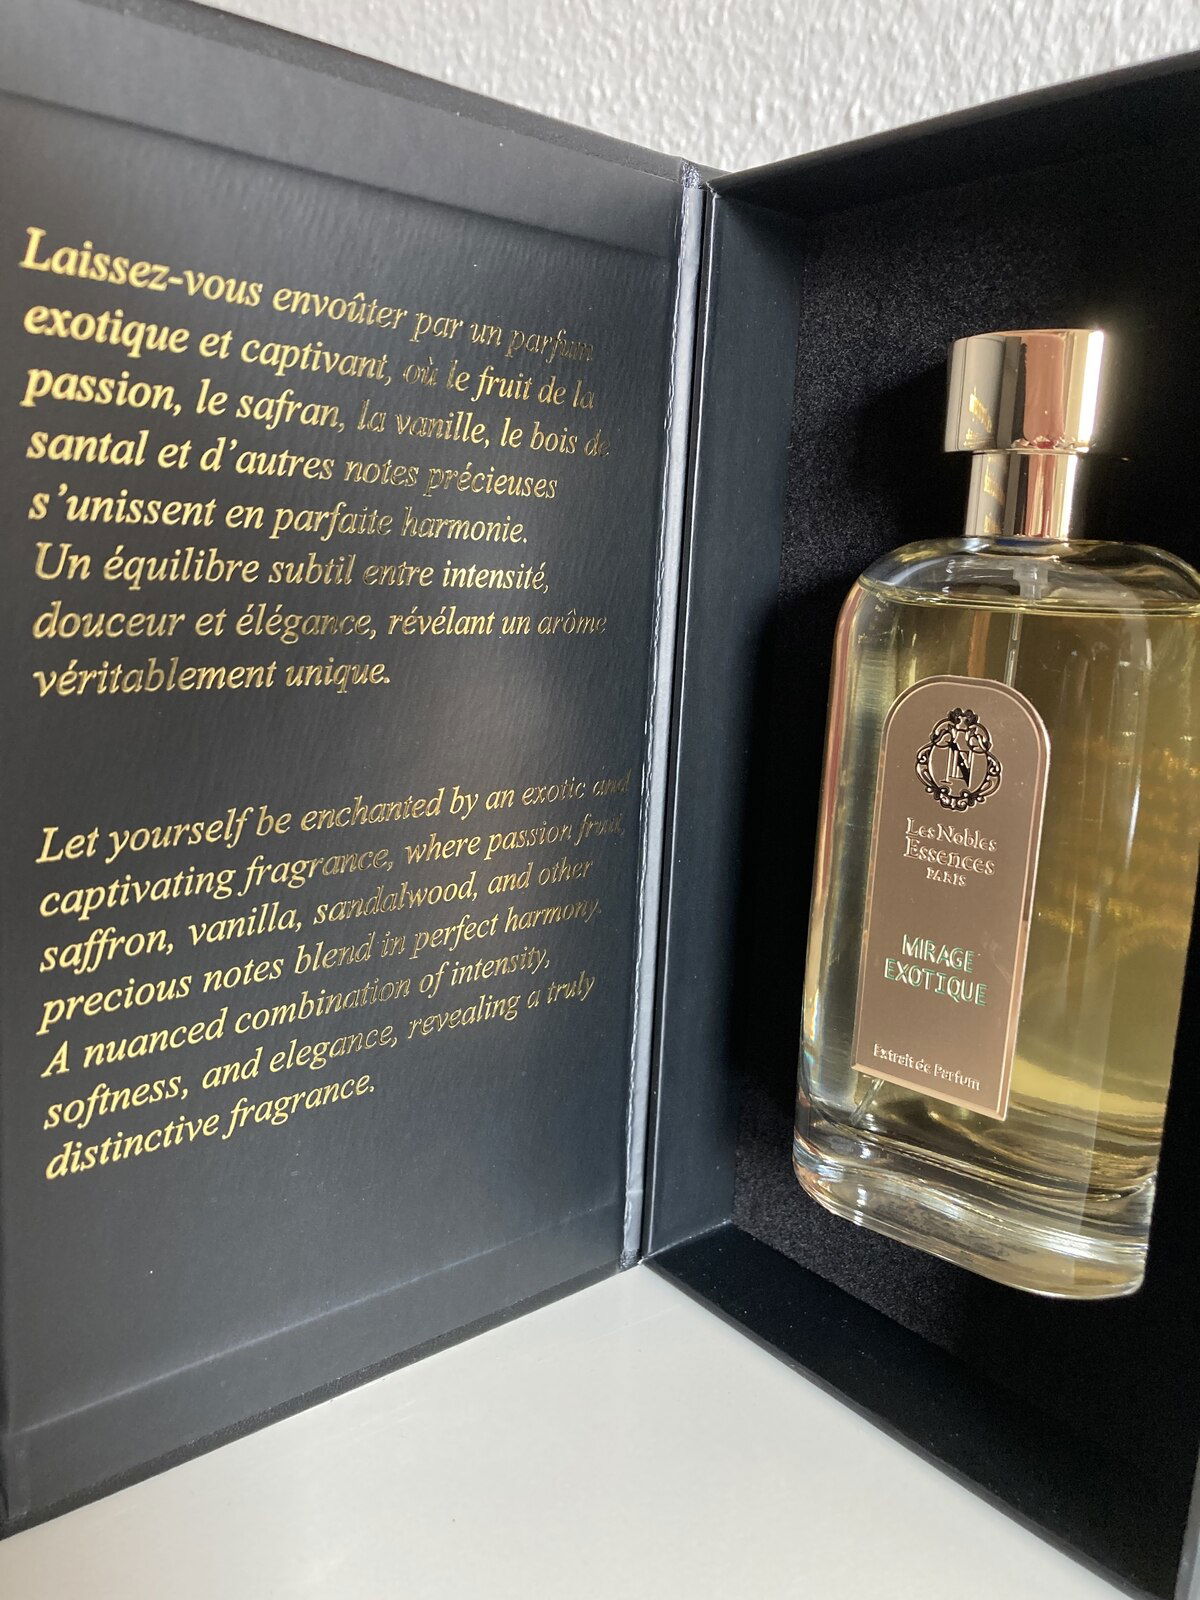 Laissez-vous envoûter par un parfum
exotique et captivant, où le fruit de la
passion, le safran, la vanille, le bois de
santal et d'autres notes précieuses
s'unissent en parfaite harmonie.
Un équilibre subtil entre intensité,
douceur et élégance, révélant un arôme
véritablement unique.
Let yourself be enchanted by an exotic and
captivating fragrance, where passion fruit,
saffron, vanilla, sandalwood, and other
precious notes blend in perfect harmony.
A nuanced combination of intensity,
softness, and elegance, revealing a truly
distinctive fragrance.
N
Les Nobles
Essences
PARIS
MIRAGE
EXOTIQUE
Extrait de Parfum